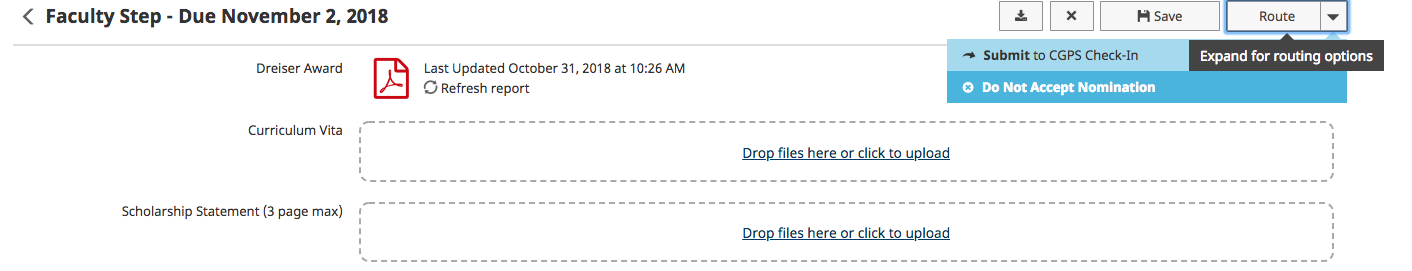 Faculty Step - Due November 2, 2018
Save
Route
Submit to CGPS Check-In
Expand for routing options
Do Not Accept Nomination
Dreiser Award
Last Updated October 31, 2018 at 10:26 AM
Refresh report
Curriculum Vita
Drop files here or click to upload
Scholarship Statement (3 page max)
Drop files here or click to upload